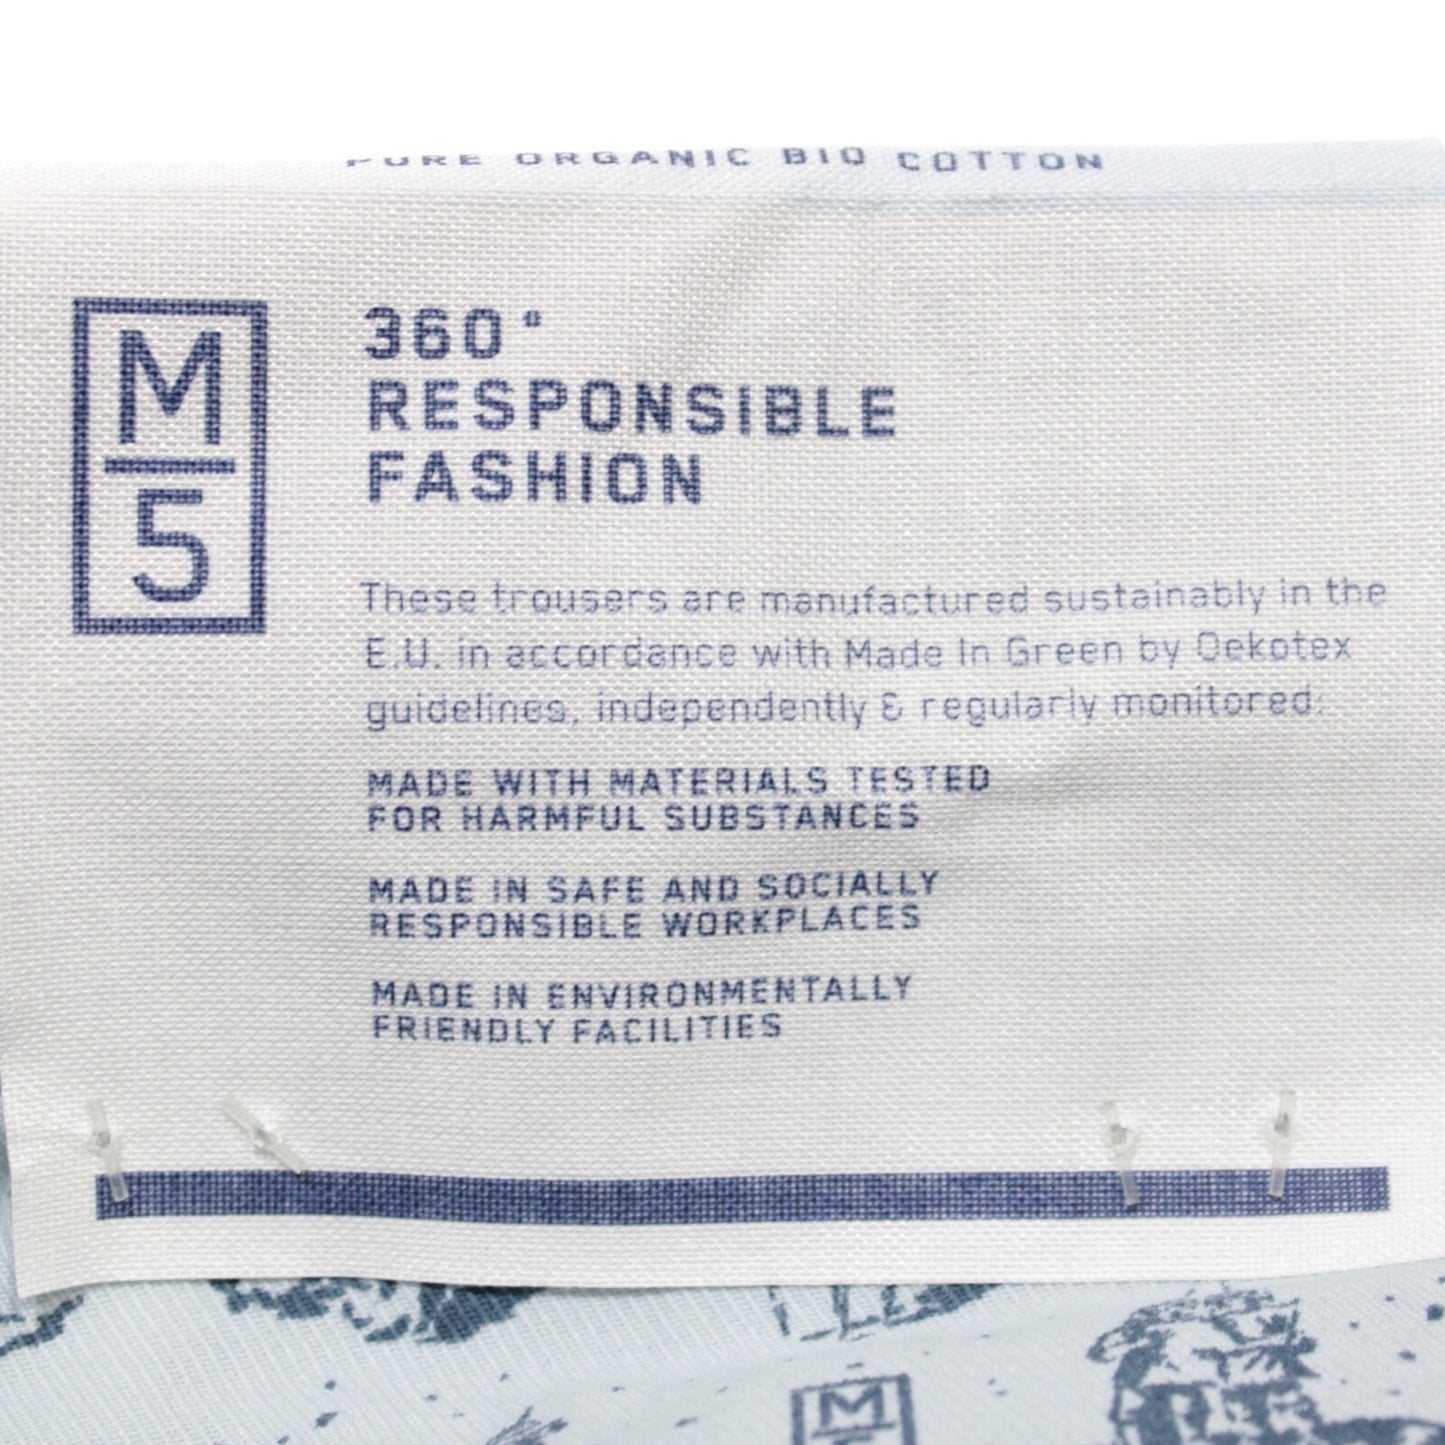 PURE ORGANIC BIO COTTON
M
5
360°
RESPONSIBLE
FASHION
These trousers are manufactured sustainably in the
E.U. in accordance with Made In Green by Oekotex
guidelines, independently & regularly monitored:
MADE WITH MATERIALS TESTED
FOR HARMFUL SUBSTANCES
MADE IN SAFE AND SOCIALLY
RESPONSIBLE WORKPLACES
MADE IN ENVIRONMENTALLY
FRIENDLY FACILITIES
M
5